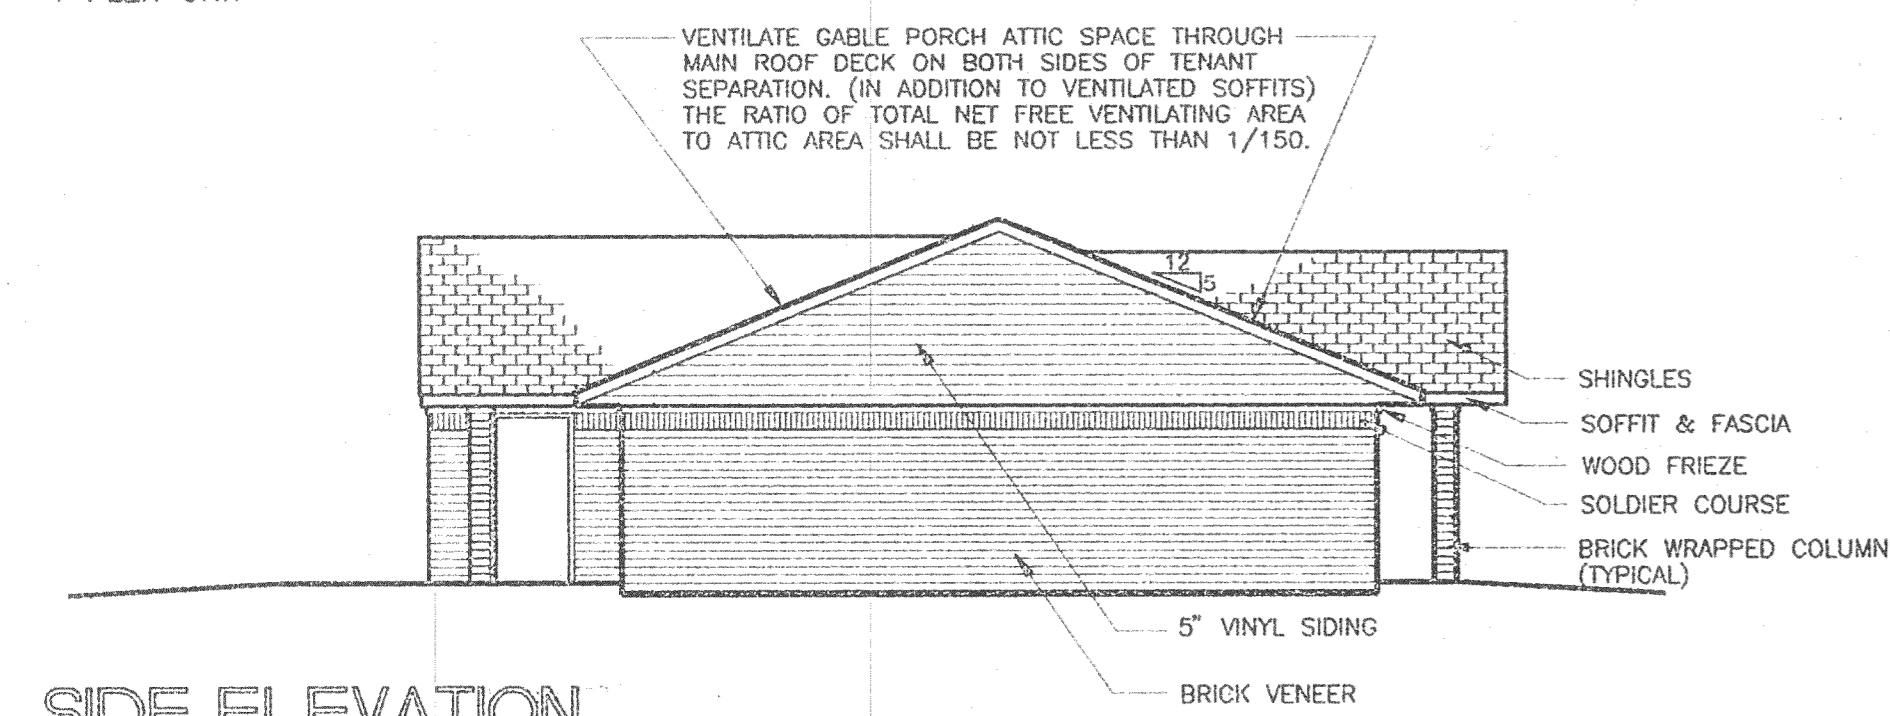 VENTILATE GABLE PORCH ATTIC SPACE THROUGH
MAIN ROOF DECK ON BOTH SIDES OF TENANT
SEPARATION. (IN ADDITION TO VENTILATED SOFFITS)
THE RATIO OF TOTAL NET FREE VENTILATING AREA
TO ATTIC AREA SHALL BE NOT LESS THAN 1/150.
12
5
SHINGLES
SOFFIT & FASCIA
WOOD FRIEZE
SOLDIER COURSE
BRICK WRAPPED COLUMN
(TYPICAL)
5" VINYL SIDING
BRICK VENEER
SIDE ELEVATION